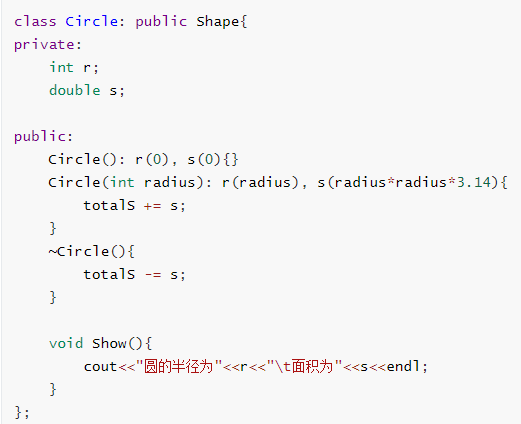 class Circle: public Shape{
private:
    int r;
    double s;

public:
    Circle(): r(0), s(0){}
    Circle(int radius): r(radius), s(radius*radius*3.14){
        totalS += s;
    }
    ~Circle(){
        totalS -= s;
    }

    void Show(){
        cout<<"圆的半径为"<<r<<"\t面积为"<<s<<endl;
    }
};